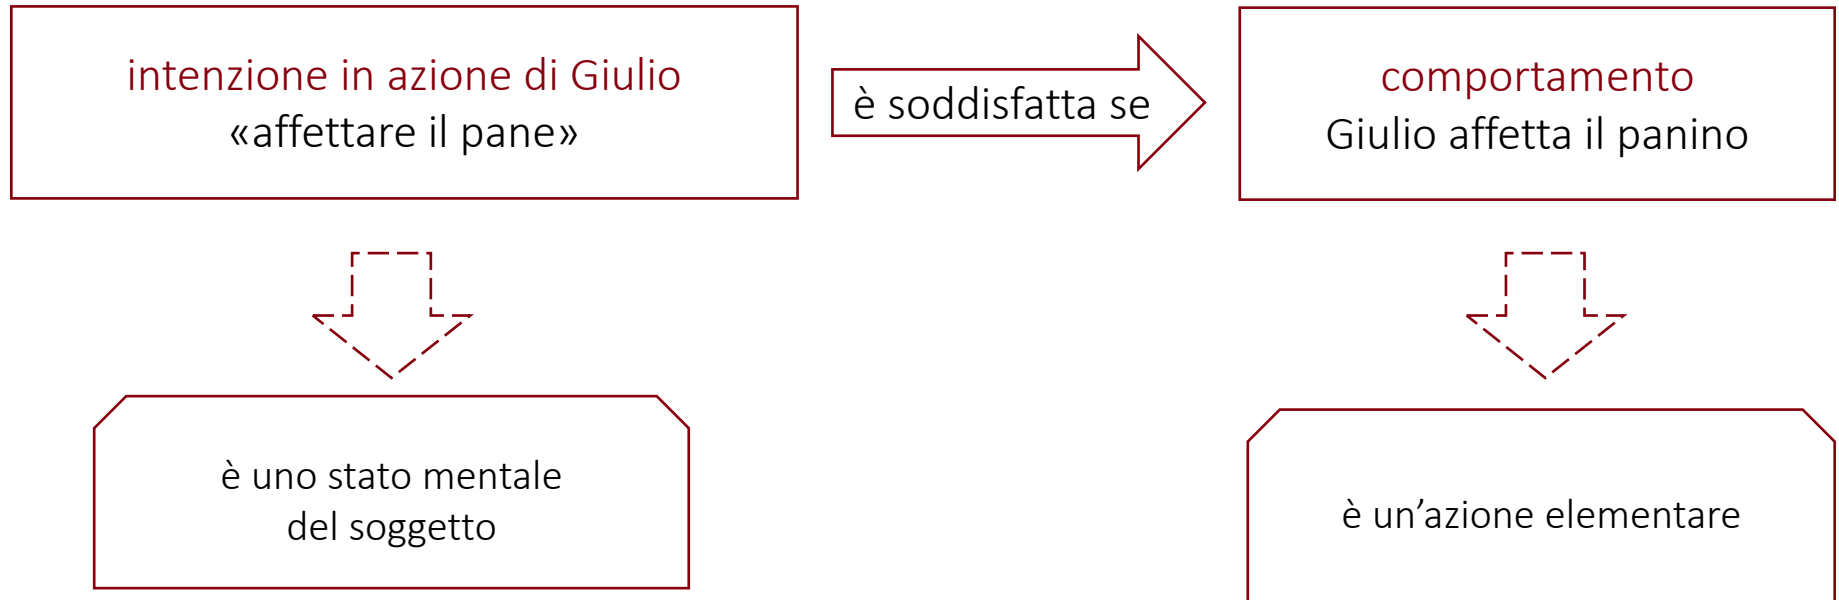 intenzione in azione di Giulio
«affettare il pane»
è soddisfatta se
comportamento
Giulio affetta il panino
è uno stato mentale
del soggetto
è un’azione elementare